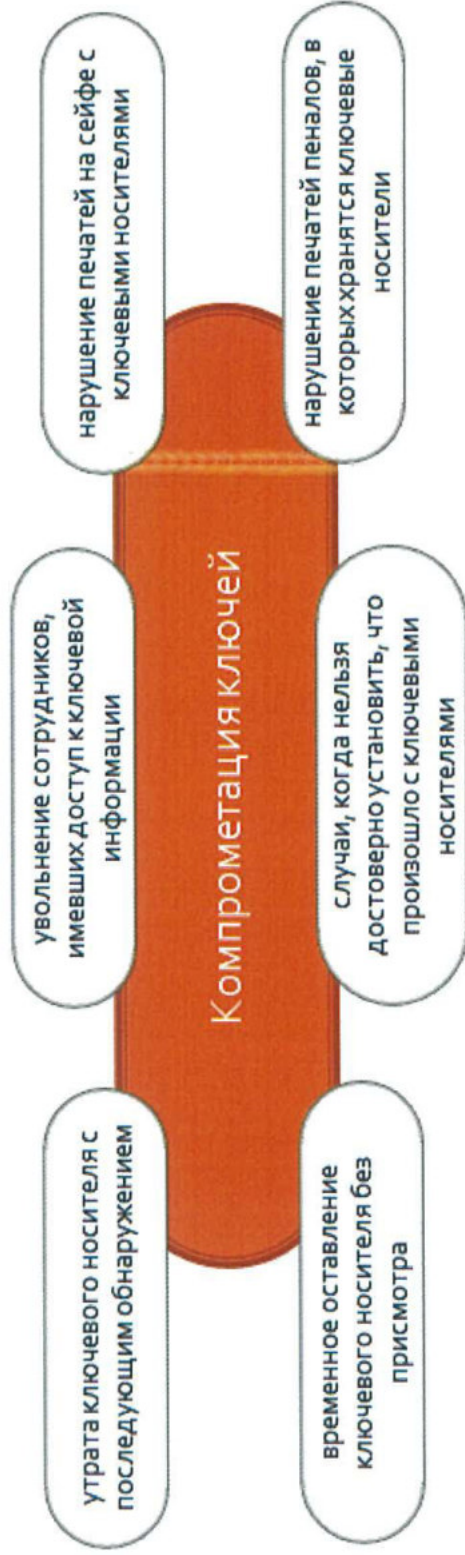 утрата ключевого носителя с
последующим обнаружением
увольнение сотрудников,
имевших доступ к ключевой
информации
нарушение печатей на сейфе с
ключевыми носителями
Компрометация ключей
временное оставление
ключевого носителя без
присмотра
случаи, когда нельзя
достоверно установить, что
произошло с ключевыми
носителями
нарушение печатей пеналов, в
которых хранятся ключевые
носители